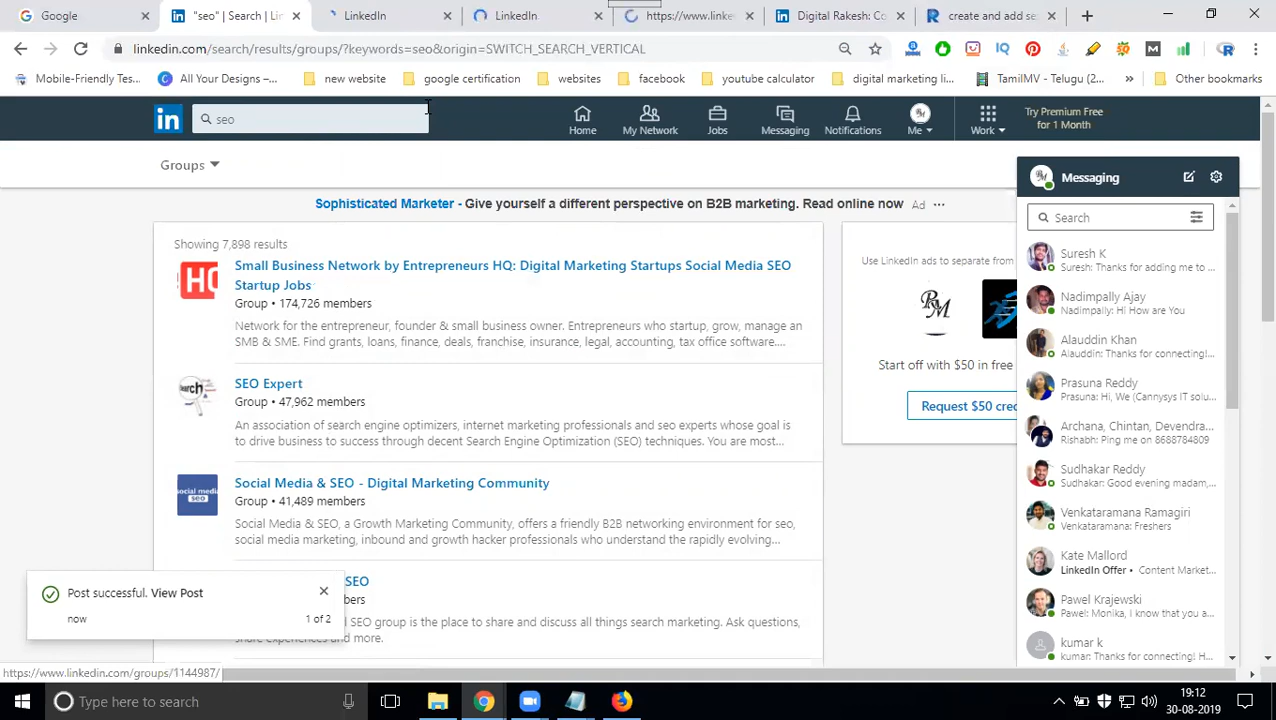 Google
"seo" | Search | Lin
LinkedIn
LinkedIn
https://www.linke
Digital Rakesh: Co
create and add se
linkedin.com/search/results/groups/?keywords=seo&origin=SWITCH_SEARCH_VERTICAL
Mobile-Friendly Tes...
All Your Designs –...
new website
google certification
websites
facebook
youtube calculator
digital marketing li...
TamilMV - Telugu (2...
»
Other bookmarks
in
seo
Home
My Network
Jobs
Messaging
Notifications
Me
Work
Try Premium Free
for 1 Month
Groups
Sophisticated Marketer - Give yourself a different perspective on B2B marketing. Read online now Ad ...
Showing 7,898 results
Small Business Network by Entrepreneurs HQ: Digital Marketing Startups Social Media SEO
Startup Jobs
Group • 174,726 members
Network for the entrepreneur, founder & small business owner. Entrepreneurs who startup, grow, manage an
SMB & SME. Find grants, loans, finance, deals, franchise, insurance, legal, accounting, tax office software....
SEO Expert
Group • 47,962 members
An association of search engine optimizers, internet marketing professionals and seo experts whose goal is
to drive business to success through decent Search Engine Optimization (SEO) techniques. You are most...
Social Media & SEO - Digital Marketing Community
Group • 41,489 members
Social Media & SEO, a Growth Marketing Community, offers a friendly B2B networking environment for seo,
social media marketing, inbound and growth hacker professionals who understand the rapidly evolving...
SEO
bers
l SEO group is the place to share and discuss all things search marketing. Ask questions,
share experiences and more.
Use LinkedIn ads to separate from
Start off with $50 in free
Request $50 cre
Messaging
Search
Suresh K
Suresh: Thanks for adding me to ...
Nadimpally Ajay
Nadimpally: Hi How are You
Alauddin Khan
Alauddin: Thanks for connecting!...
Prasuna Reddy
Prasuna: Hi, We (Cannysys IT solu...
Archana, Chintan, Devendra...
Rishabh: Ping me on 8688784809
Sudhakar Reddy
Sudhakar: Good evening madam,...
Venkataramana Ramagiri
Venkataramana: Freshers
Kate Mallord
LinkedIn Offer • Content Market...
Pawel Krajewski
Pawel: Monika, I know that you a...
kumar k
kumar: Thanks for connecting! H...
Post successful. View Post
now
1 of 2
https://www.linkedin.com/groups/1144987/
Type here to search
19:12
30-08-2019